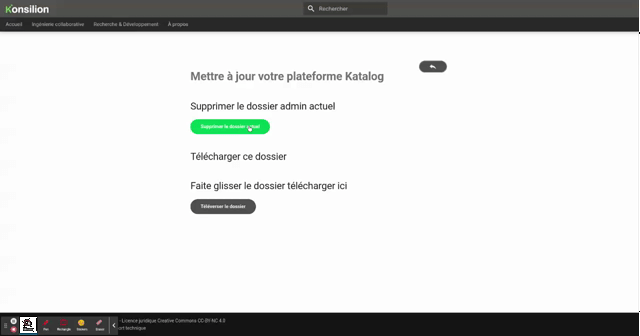 Konsilion
Rechercher
Accueil Ingénierie collaborative Recherche & Développement À propos
Mettre à jour votre plateforme Katalog
Supprimer le dossier admin actuel
Supprimer le dossier actuel
Télécharger ce dossier
Faite glisser le dossier télécharger ici
Téléverser le dossier
- Licence juridique Creative Commons CC-BY-NC 4.0
ort technique